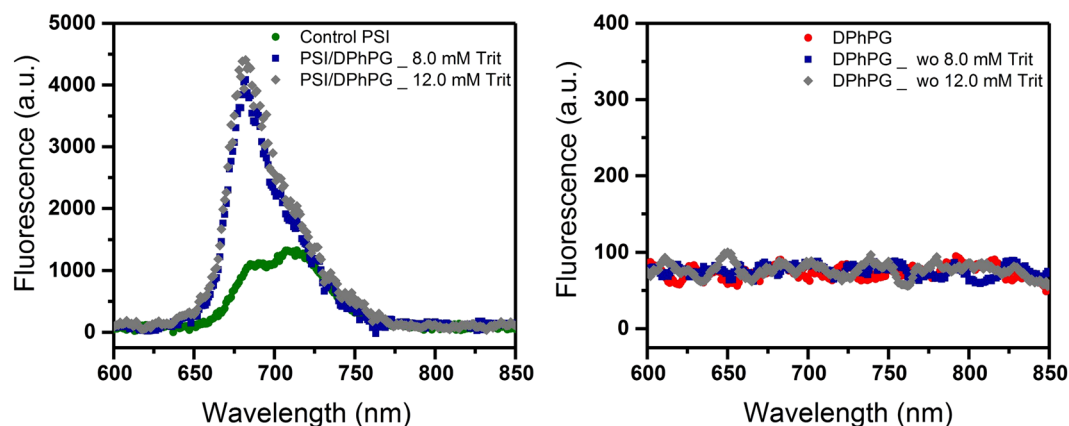 5000
4000
3000
2000
1000
0
Fluorescence (a.u.)
Control PSI
PSI/DPhPG _ 8.0 mM Trit
PSI/DPhPG _ 12.0 mM Trit
600 650 700 750 800 850
Wavelength (nm)
400
300
200
100
0
Fluorescence (a.u.)
DPhPG
DPhPG _ wo 8.0 mM Trit
DPhPG _ wo 12.0 mM Trit
600 650 700 750 800 850
Wavelength (nm)